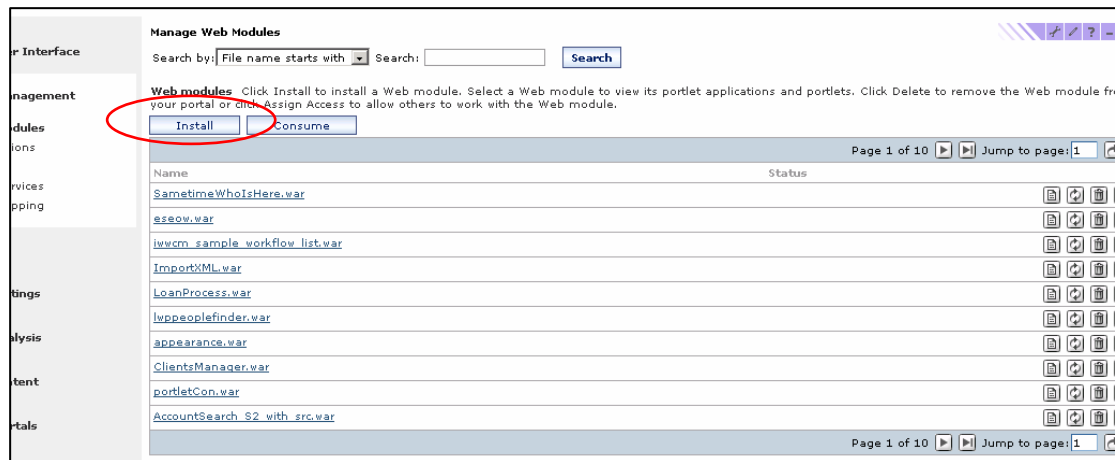 Manage Web Modules
er Interface
Search by: File name starts with Search: Search
anagement
Web modules Click Install to install a Web module. Select a Web module to view its portlet applications and portlets. Click Delete to remove the Web module fr
your portal or click Assign Access to allow others to work with the Web module.
dules
Install Consume
ions
Page 1 of 10 Jump to page: 1
Name Status
rvices
SametimeWhoIsHere.war
pping
eseow.war
iwwcm_sample_workflow_list.war
ImportXML.war
tings
LoanProcess.war
lwppeoplefinder.war
alysis
appearance.war
ClientsManager.war
tent
portletCon.war
AccountSearch_S2_with_src.war
rtals
Page 1 of 10 Jump to page: 1